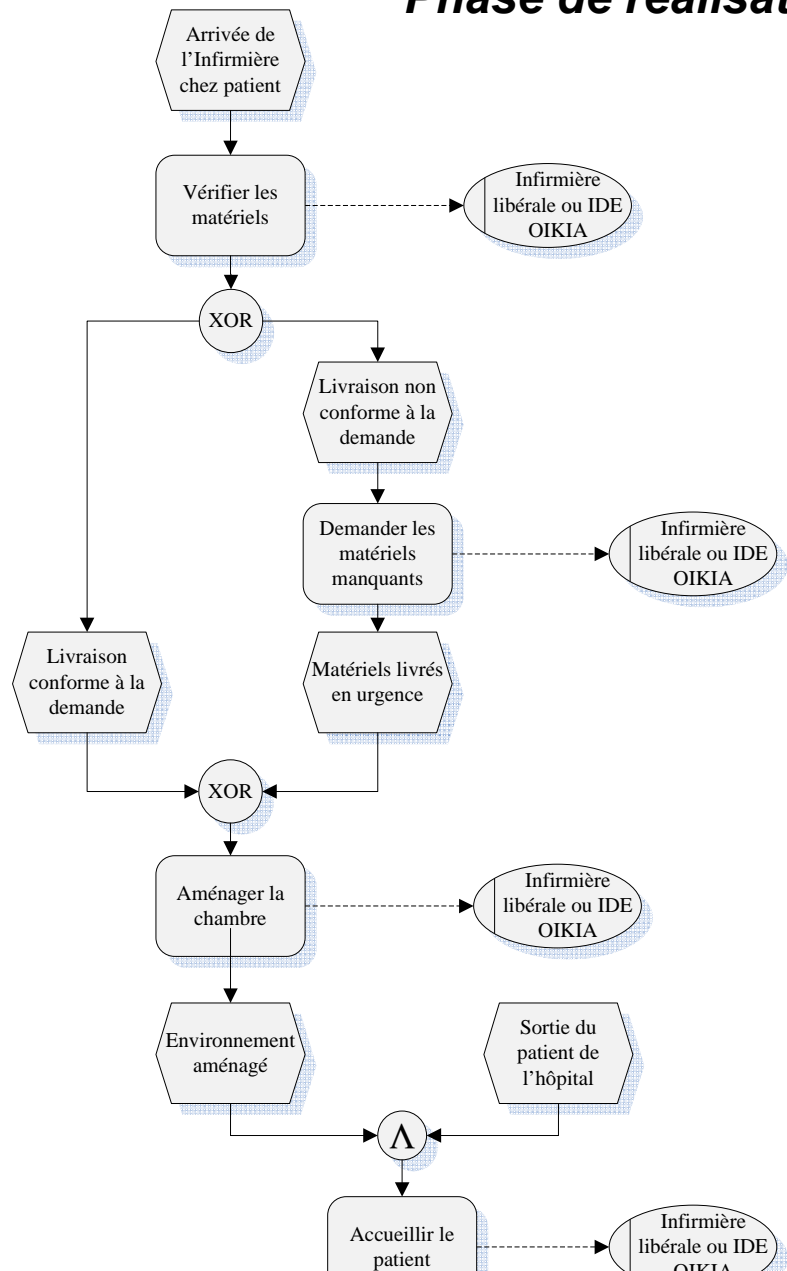 Phase de réalisat
Arrivée de
l’Infirmière
chez patient
Vérifier les
matériels
Infirmière
libérale ou IDE
OIKIA
XOR
Livraison non
conforme à la
demande
Demander les
matériels
manquants
Infirmière
libérale ou IDE
OIKIA
Livraison
conforme à la
demande
Matériels livrés
en urgence
XOR
Aménager la
chambre
Infirmière
libérale ou IDE
OIKIA
Environnement
aménagé
Sortie du
patient de
l’hôpital
Λ
Accueillir le
patient
Infirmière
libérale ou IDE
OIKIA